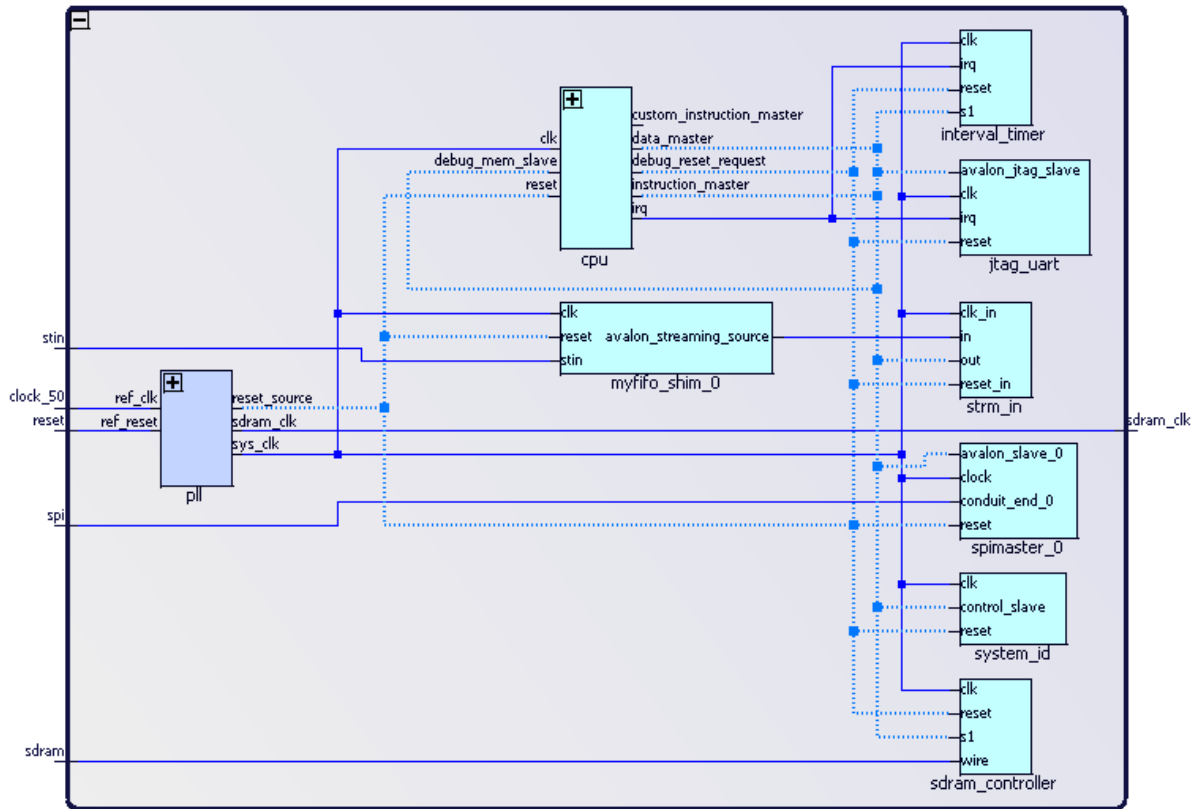 clk
irq
reset
s1
interval_timer
custom_instruction_master
clk
data_master
debug_mem_slave
debug_reset_request
reset
instruction_master
irq
cpu
avalon_jtag_slave
clk
irq
reset
jtag_uart
clk
reset
avalon_streaming_source
stin
myfifo_shim_0
clk_in
in
out
reset_in
strm_in
stin
clock_50
reset
ref_clk
reset_source
ref_reset
sdram_clk
sys_clk
pll
sdram_clk
spi
avalon_slave_0
clock
conduit_end_0
reset
spimaster_0
clk
control_slave
reset
system_id
clk
reset
s1
wire
sdram_controller
sdram